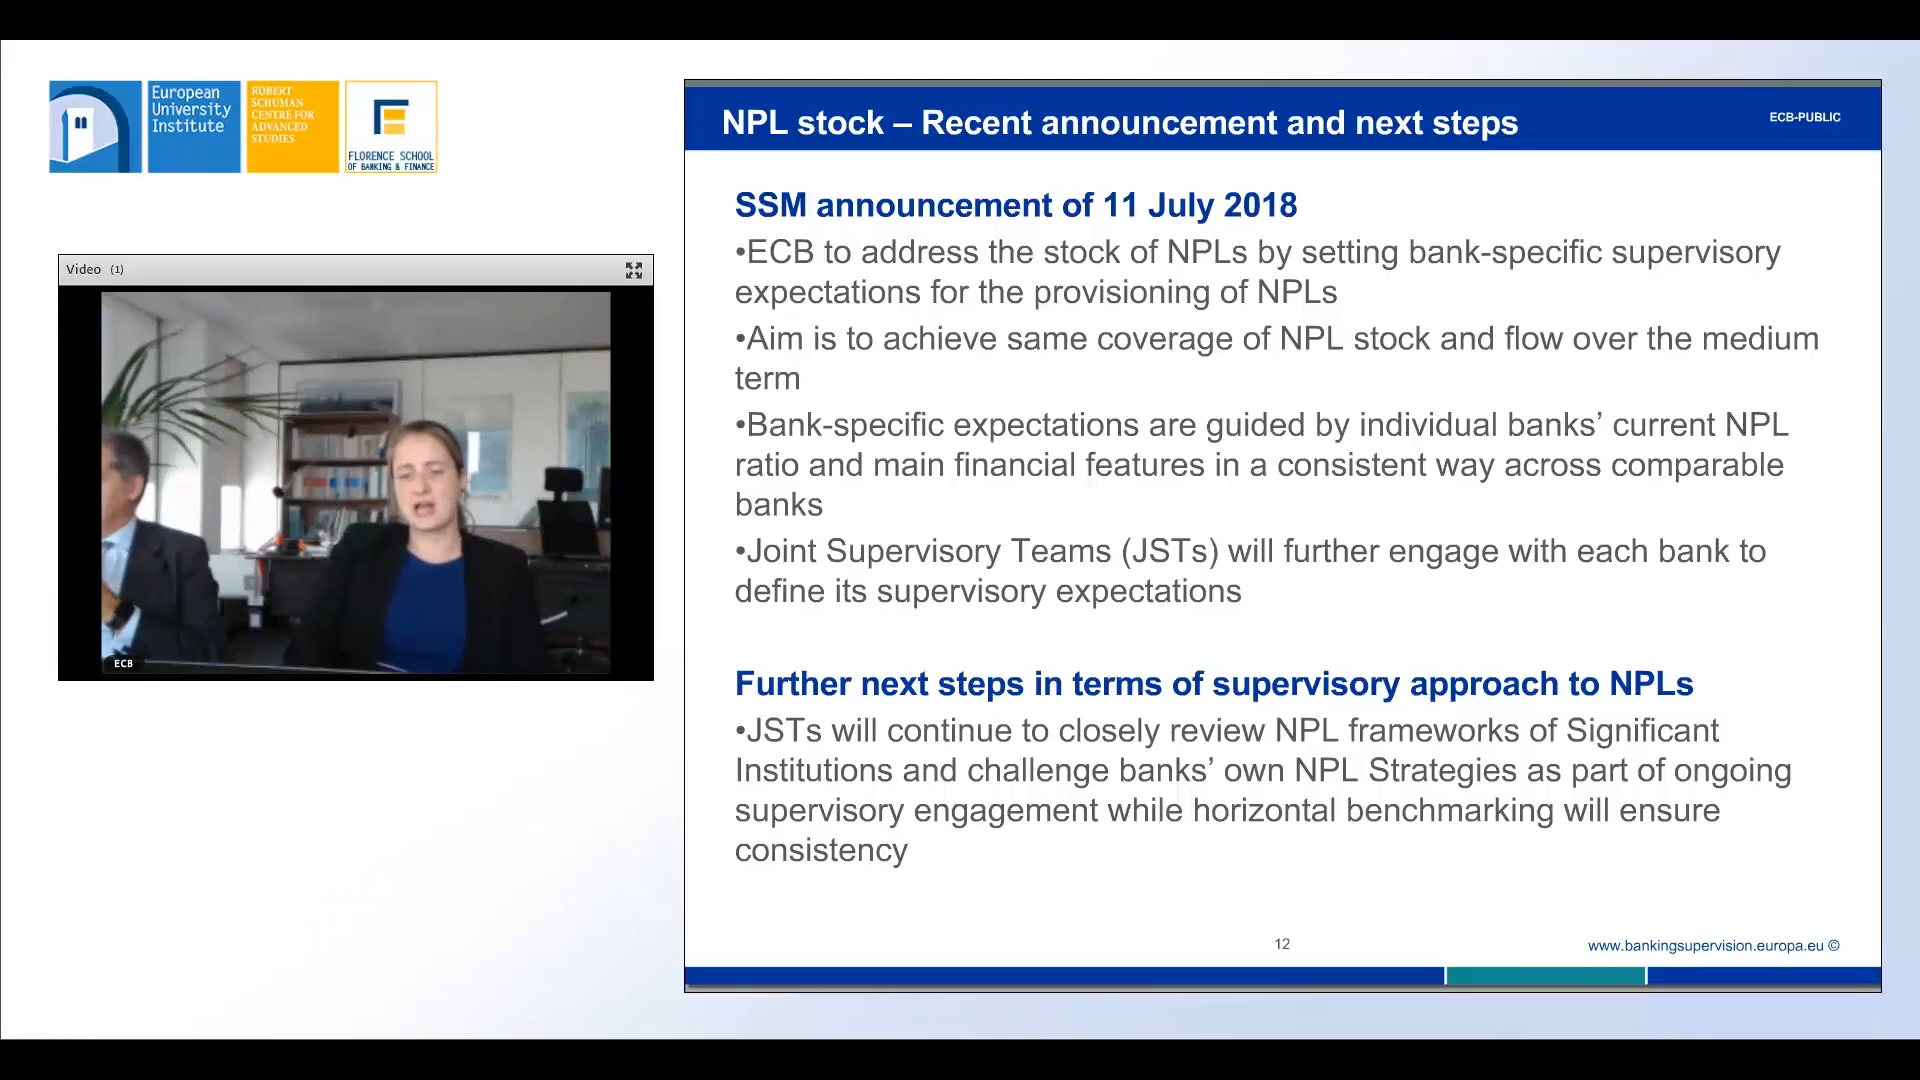 European
University
Institute
ROBERT
SCHUMAN
CENTRE FOR
ADVANCED
STUDIES
FLORENCE SCHOOL
OF BANKING & FINANCE
Video (1)
ECB
NPL stock – Recent announcement and next steps
ECB-PUBLIC
SSM announcement of 11 July 2018
•ECB to address the stock of NPLs by setting bank-specific supervisory
expectations for the provisioning of NPLs
•Aim is to achieve same coverage of NPL stock and flow over the medium
term
•Bank-specific expectations are guided by individual banks’ current NPL
ratio and main financial features in a consistent way across comparable
banks
•Joint Supervisory Teams (JSTs) will further engage with each bank to
define its supervisory expectations
Further next steps in terms of supervisory approach to NPLs
•JSTs will continue to closely review NPL frameworks of Significant
Institutions and challenge banks’ own NPL Strategies as part of ongoing
supervisory engagement while horizontal benchmarking will ensure
consistency
12
www.bankingsupervision.europa.eu ©